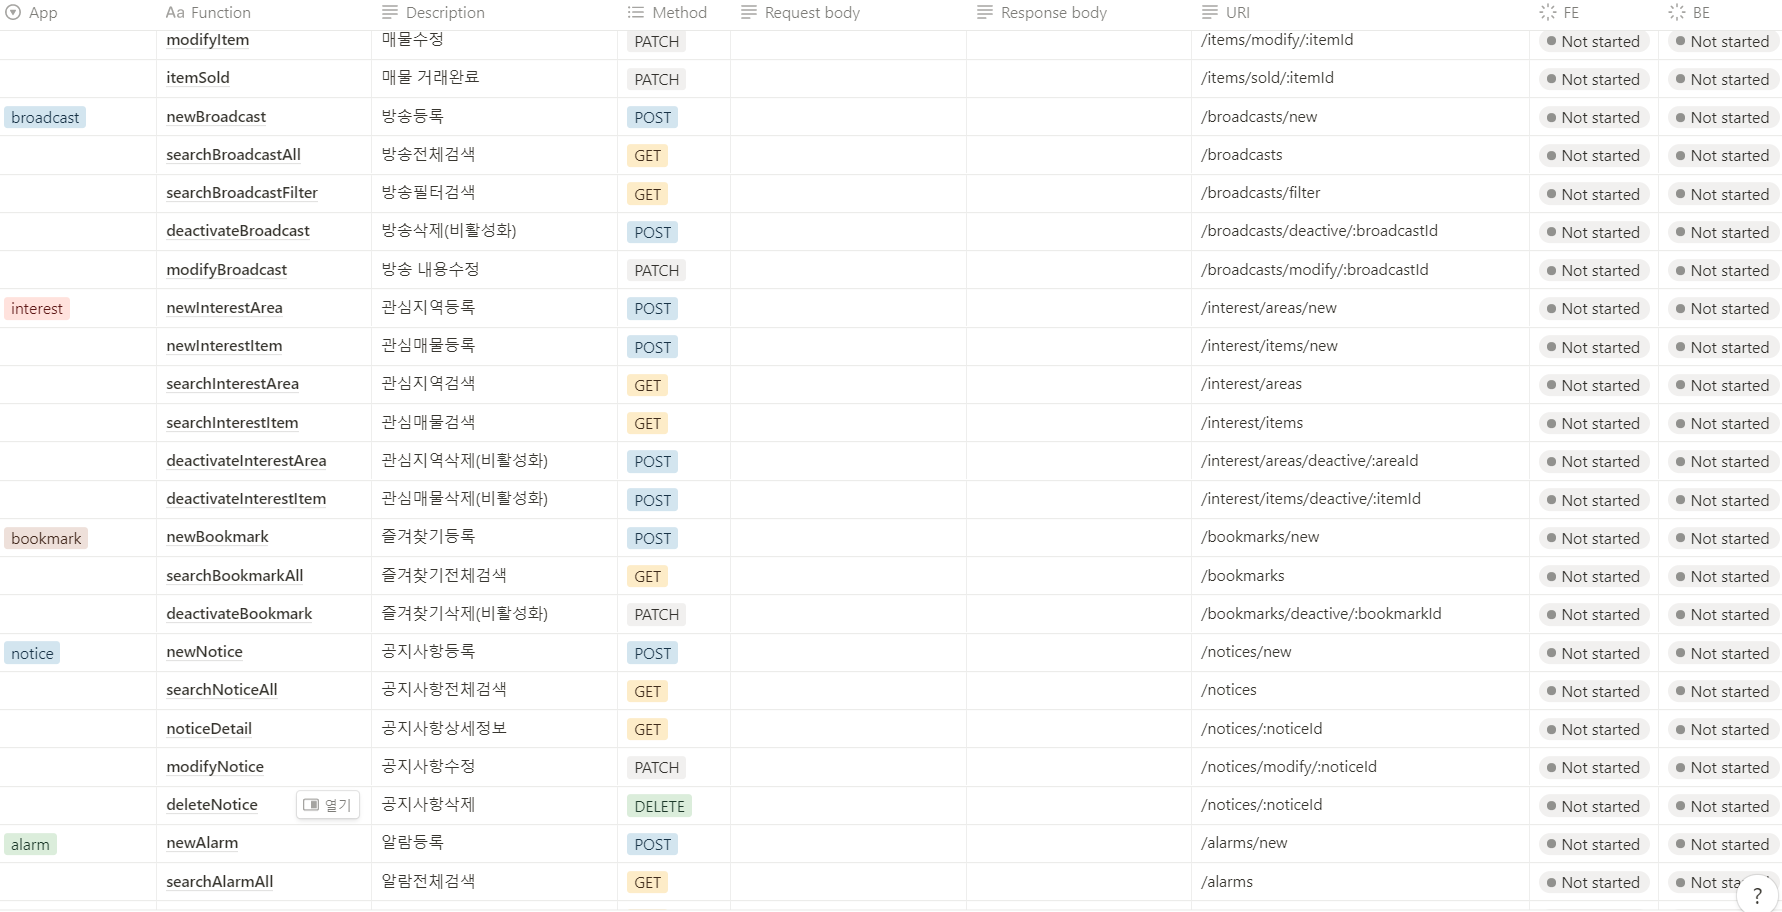 App Function Description Method Request body Response body URI FE BE
modifyItem 매물수정 PATCH /items/modify/:itemId Not started Not started
itemSold 매물 거래완료 PATCH /items/sold/:itemId Not started Not started
broadcast newBroadcast 방송등록 POST /broadcasts/new Not started Not started
searchBroadcastAll 방송전체검색 GET /broadcasts Not started Not started
searchBroadcastFilter 방송필터검색 GET /broadcasts/filter Not started Not started
deactivateBroadcast 방송삭제(비활성화) POST /broadcasts/deactive/:broadcastId Not started Not started
modifyBroadcast 방송 내용수정 PATCH /broadcasts/modify/:broadcastId Not started Not started
interest newInterestArea 관심지역등록 POST /interest/areas/new Not started Not started
newInterestItem 관심매물등록 POST /interest/items/new Not started Not started
searchInterestArea 관심지역검색 GET /interest/areas Not started Not started
searchInterestItem 관심매물검색 GET /interest/items Not started Not started
deactivateInterestArea 관심지역삭제(비활성화) POST /interest/areas/deactive/:areaId Not started Not started
deactivateInterestItem 관심매물삭제(비활성화) POST /interest/items/deactive/:itemId Not started Not started
bookmark newBookmark 즐겨찾기등록 POST /bookmarks/new Not started Not started
searchBookmarkAll 즐겨찾기전체검색 GET /bookmarks Not started Not started
deactivateBookmark 즐겨찾기삭제(비활성화) PATCH /bookmarks/deactive/:bookmarkId Not started Not started
notice newNotice 공지사항등록 POST /notices/new Not started Not started
searchNoticeAll 공지사항전체검색 GET /notices Not started Not started
noticeDetail 공지사항상세정보 GET /notices/:noticeId Not started Not started
modifyNotice 공지사항수정 PATCH /notices/modify/:noticeId Not started Not started
deleteNotice 열기 공지사항삭제 DELETE /notices/:noticeId Not started Not started
alarm newAlarm 알람등록 POST /alarms/new Not started Not started
searchAlarmAll 알람전체검색 GET /alarms Not started Not
?